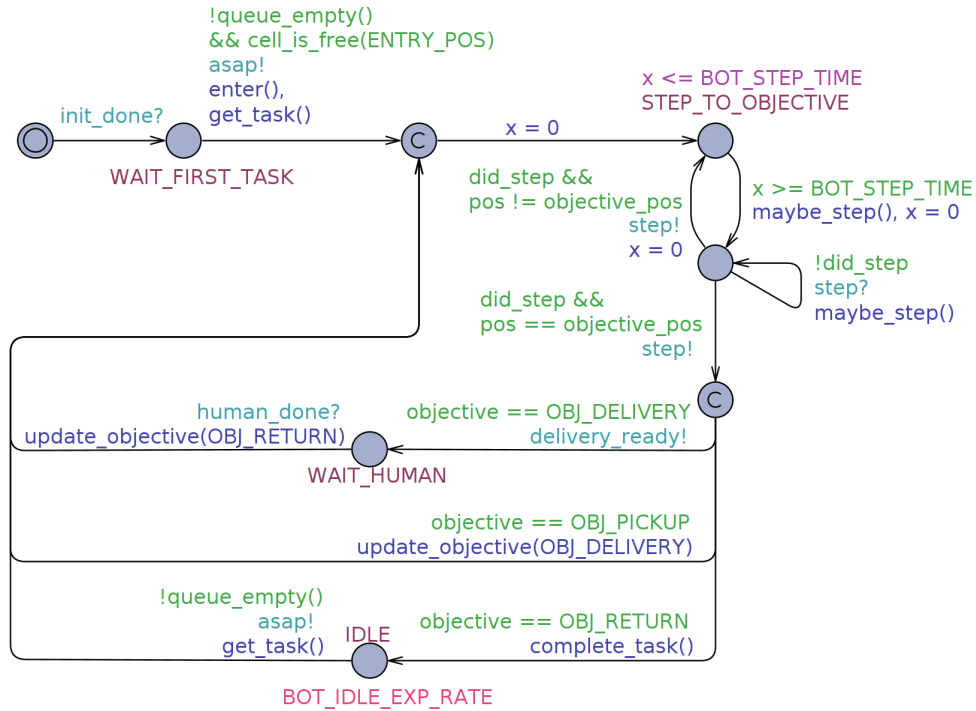 !queue_empty()
&& cell_is_free(ENTRY_POS)
asap!
enter(),
get_task()
init_done?
WAIT_FIRST_TASK
C
x = 0
x <= BOT_STEP_TIME
STEP_TO_OBJECTIVE
did_step &&
pos != objective_pos
step!
x = 0
x >= BOT_STEP_TIME
maybe_step(), x = 0
!did_step
step?
maybe_step()
did_step &&
pos == objective_pos
step!
C
human_done?
update_objective(OBJ_RETURN)
WAIT_HUMAN
objective == OBJ_DELIVERY
delivery_ready!
objective == OBJ_PICKUP
update_objective(OBJ_DELIVERY)
!queue_empty()
asap!
get_task()
IDLE
objective == OBJ_RETURN
complete_task()
BOT_IDLE_EXP_RATE